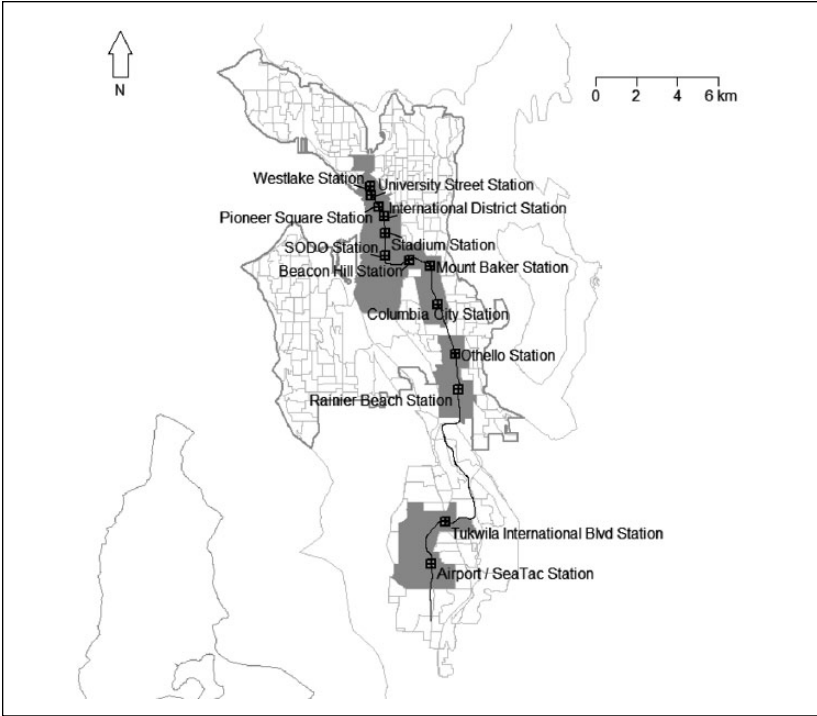 N
0 2 4 6 km
Westlake Station
University Street Station
International District Station
Pioneer Square Station
SODO Station
Stadium Station
Beacon Hill Station
Mount Baker Station
Columbia City Station
Othello Station
Rainier Beach Station
Tukwila International Blvd Station
Airport / SeaTac Station